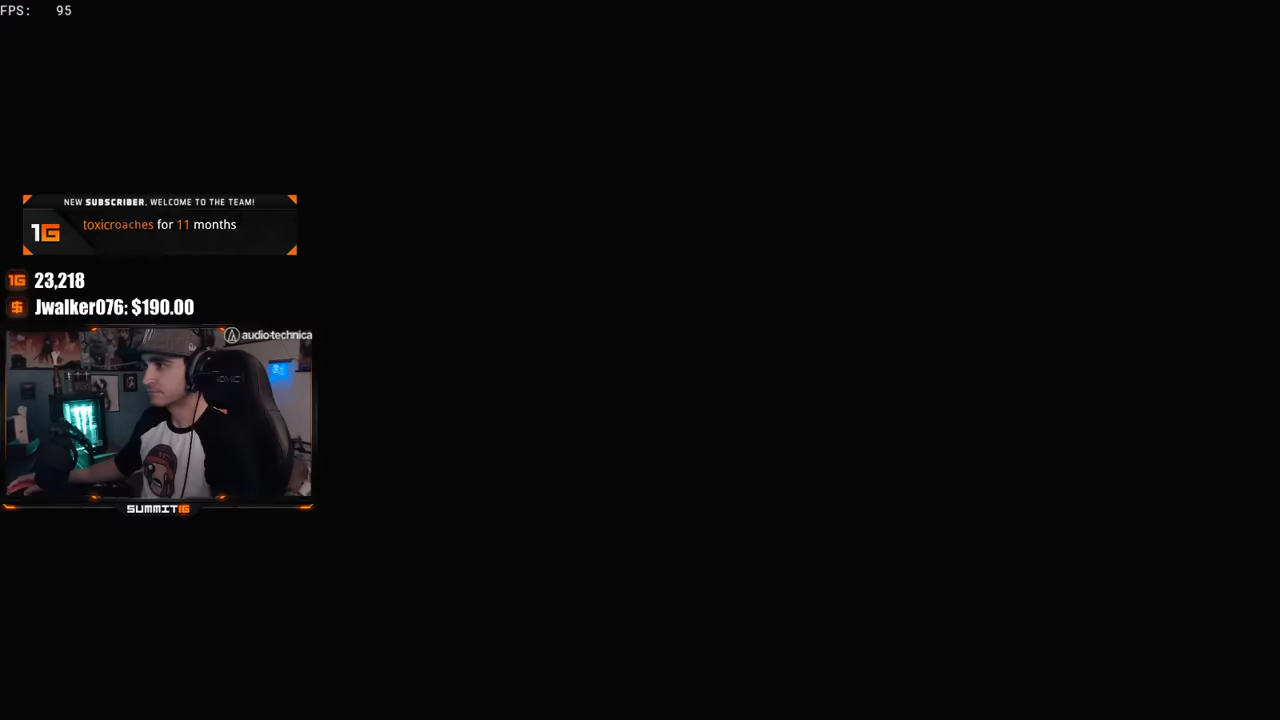 FPS: 95
NEW SUBSCRIBER. WELCOME TO THE TEAM!
1G
toxicroaches for 11 months
1G 23,218
$ Jwalker076: $190.00
audio-technica
SUMMIT1G